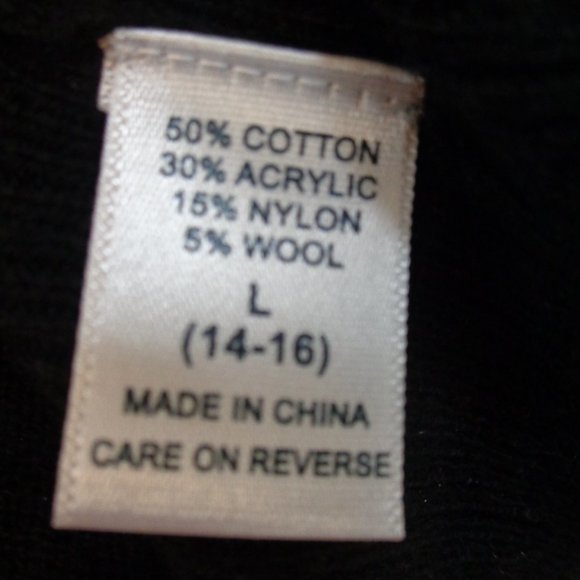 50% COTTON
30% ACRYLIC
15% NYLON
5% WOOL
L
(14-16)
MADE IN CHINA
CARE ON REVERSE